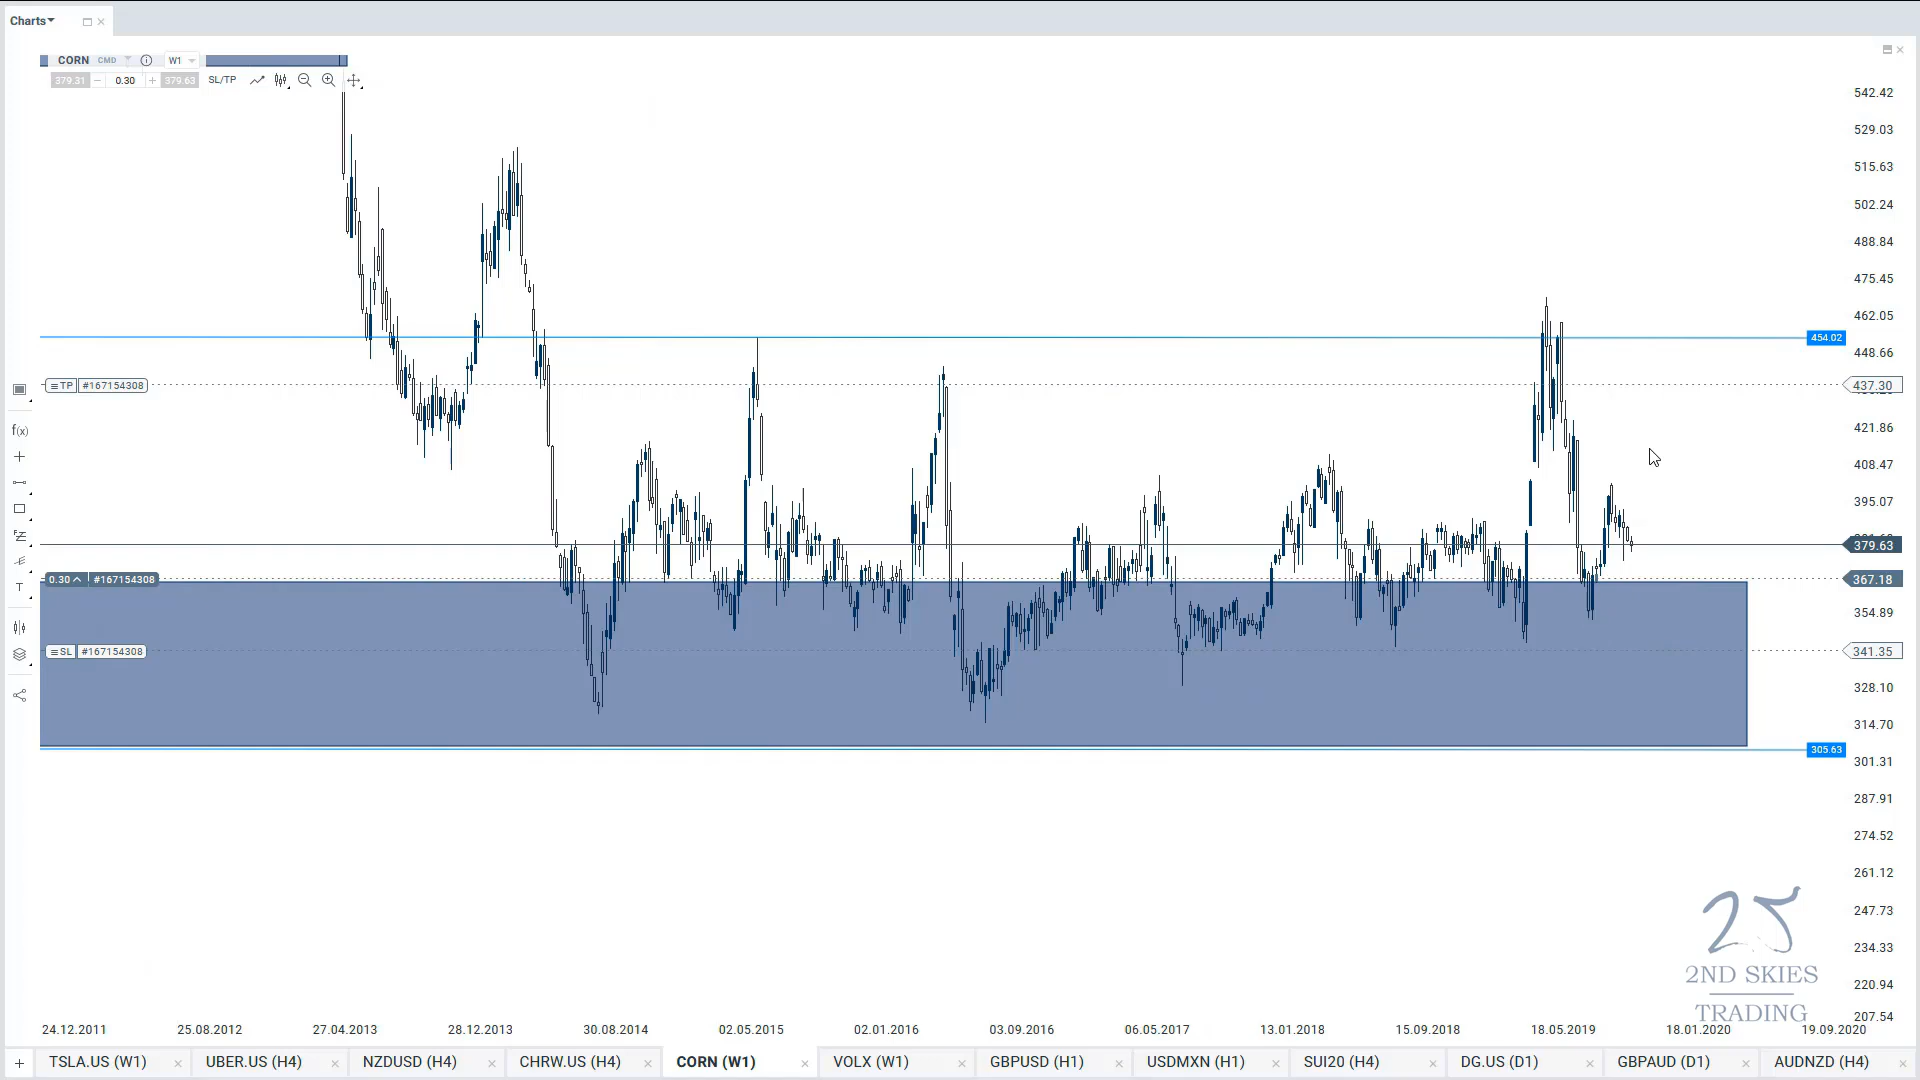 Charts
CORN CMD W1
379.31 0.30 379.63 SL/TP
542.42
529.03
515.63
502.24
488.84
475.45
462.05
454.02
448.66
TP #167154308
437.30
f(x)
421.86
408.47
395.07
379.63
0.30 #167154308
367.18
T
354.89
SL #167154308
341.35
328.10
314.70
305.63
301.31
287.91
274.52
261.12
247.73
234.33
220.94
207.54
2ND SKIES
TRADING
24.12.2011 25.08.2012 27.04.2013 28.12.2013 30.08.2014 02.05.2015 02.01.2016 03.09.2016 06.05.2017 13.01.2018 15.09.2018 18.05.2019 18.01.2020 19.09.2020
TSLA.US (W1) UBER.US (H4) NZDUSD (H4) CHRW.US (H4) CORN (W1) VOLX (W1) GBPUSD (H1) USDMXN (H1) SUI20 (H4) DG.US (D1) GBPAUD (D1) AUDNZD (H4)